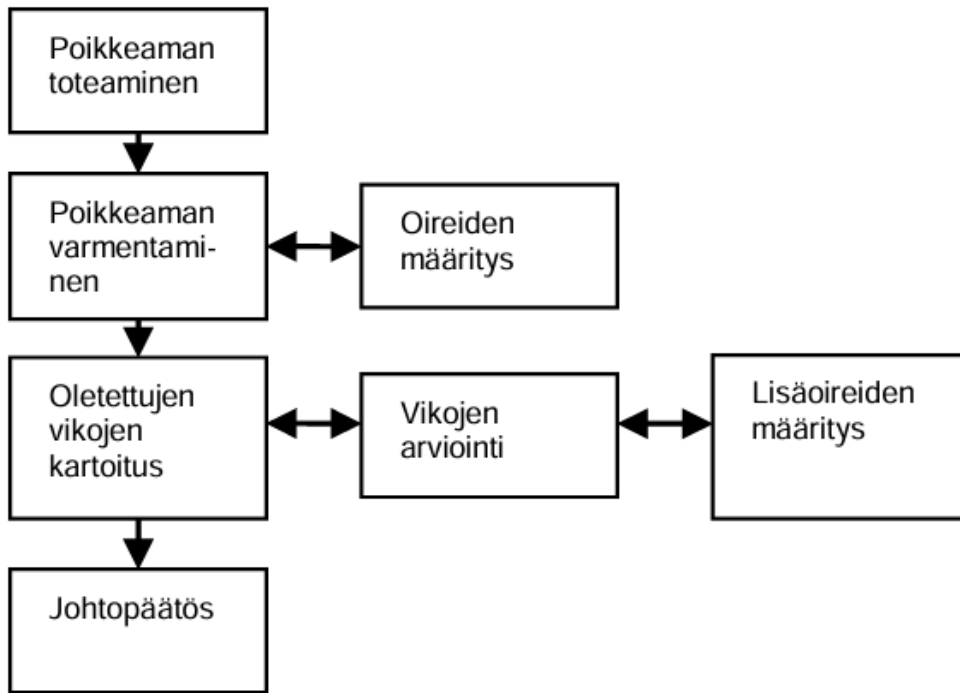 Poikkeaman
toteaminen
Poikkeaman
varmentami-
nen
Oireiden
määritys
Oletettujen
vikojen
kartoitus
Vikojen
arviointi
Lisäoireiden
määritys
Johtopäätös